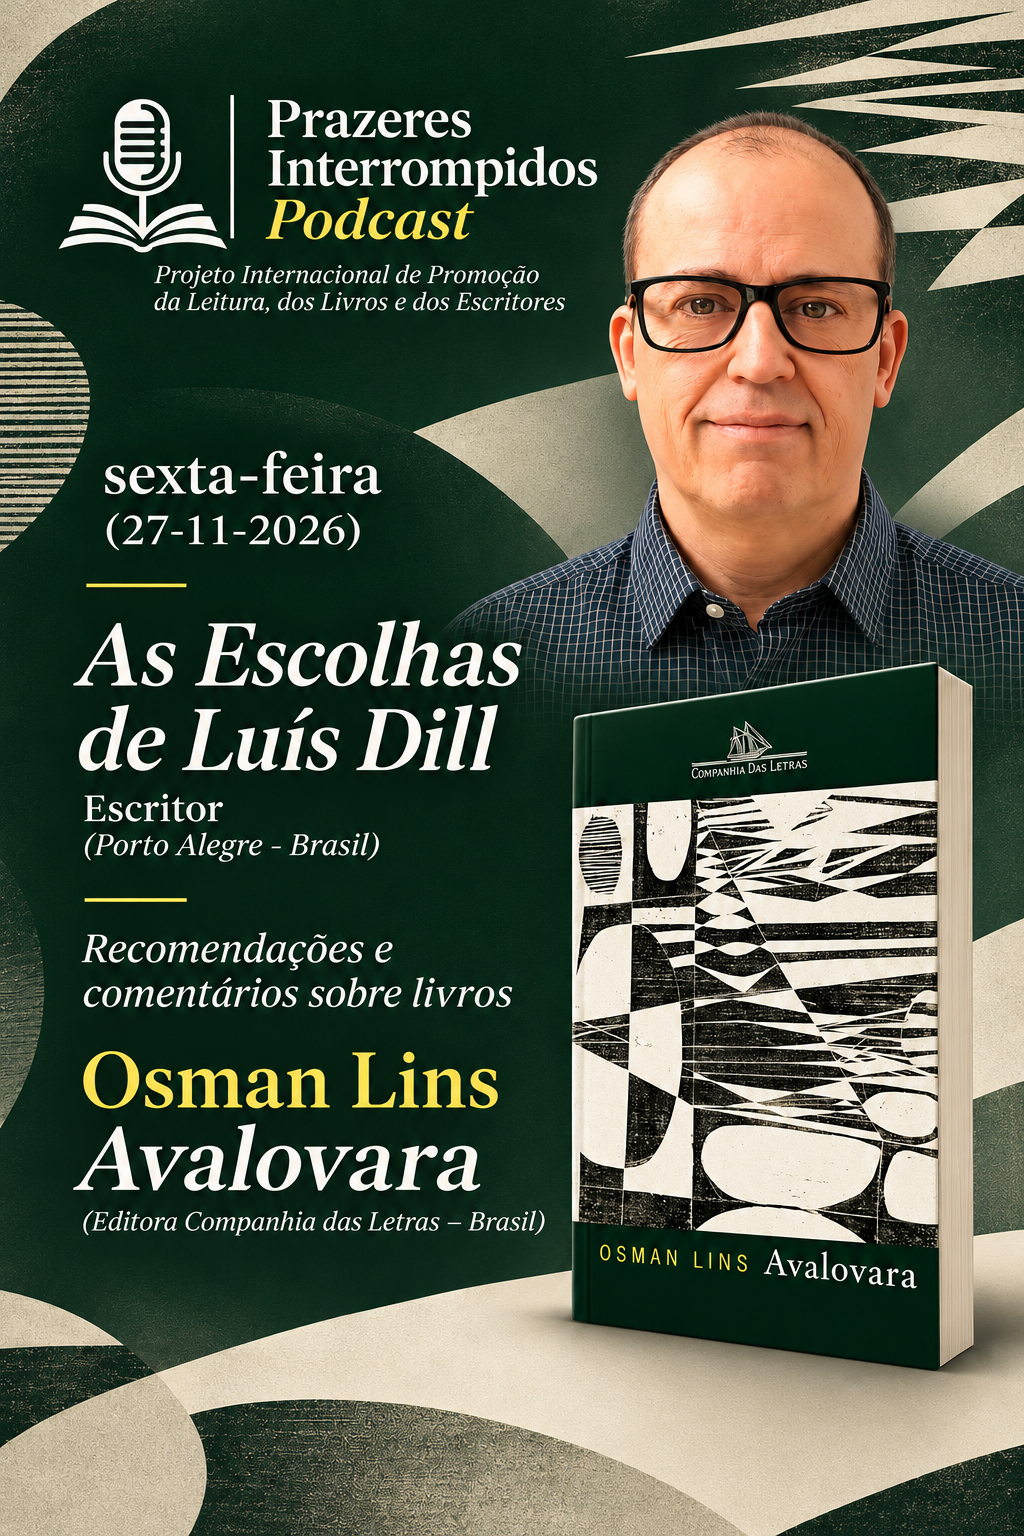 Prazeres
Interrompidos
Podcast
Projeto Internacional de Promoção
da Leitura, dos Livros e dos Escritores
sexta-feira
(27-11-2026)
As Escolhas
de Luís Dill
Escritor
(Porto Alegre - Brasil)
Recomendações e
comentários sobre livros
Osman Lins
Avalovara
(Editora Companhia das Letras – Brasil)
COMPANHIA DAS LETRAS
OSMAN LINS Avalovara